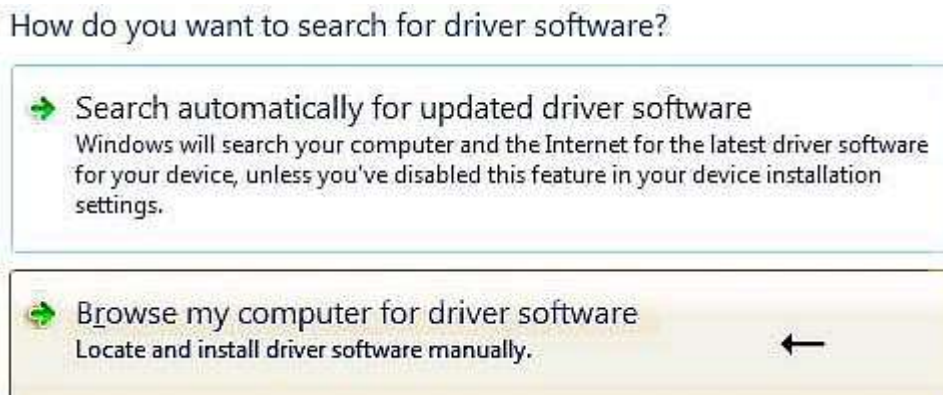 How do you want to search for driver software?
Search automatically for updated driver software
Windows will search your computer and the Internet for the latest driver software
for your device, unless you've disabled this feature in your device installation
settings.
Browse my computer for driver software
Locate and install driver software manually.